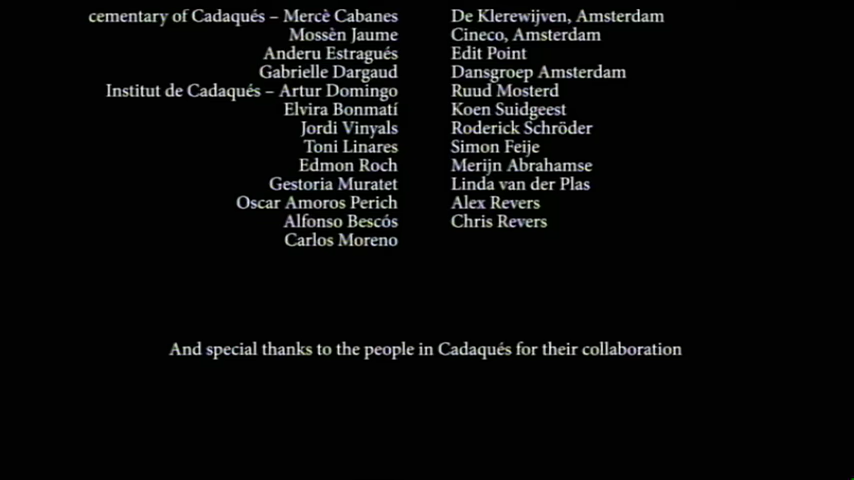 cementary of Cadaqués – Mercè Cabanes
Mossèn Jaume
Anderu Estragués
Gabrielle Dargaud
Institut de Cadaqués – Artur Domingo
Elvira Bonmatí
Jordi Vinyals
Toni Linares
Edmon Roch
Gestoria Muratet
Oscar Amoros Perich
Alfonso Bescós
Carlos Moreno
De Klerewijven, Amsterdam
Cineco, Amsterdam
Edit Point
Dansgroep Amsterdam
Ruud Mosterd
Koen Suidgeest
Roderick Schröder
Simon Feije
Merijn Abrahamse
Linda van der Plas
Alex Revers
Chris Revers
And special thanks to the people in Cadaqués for their collaboration